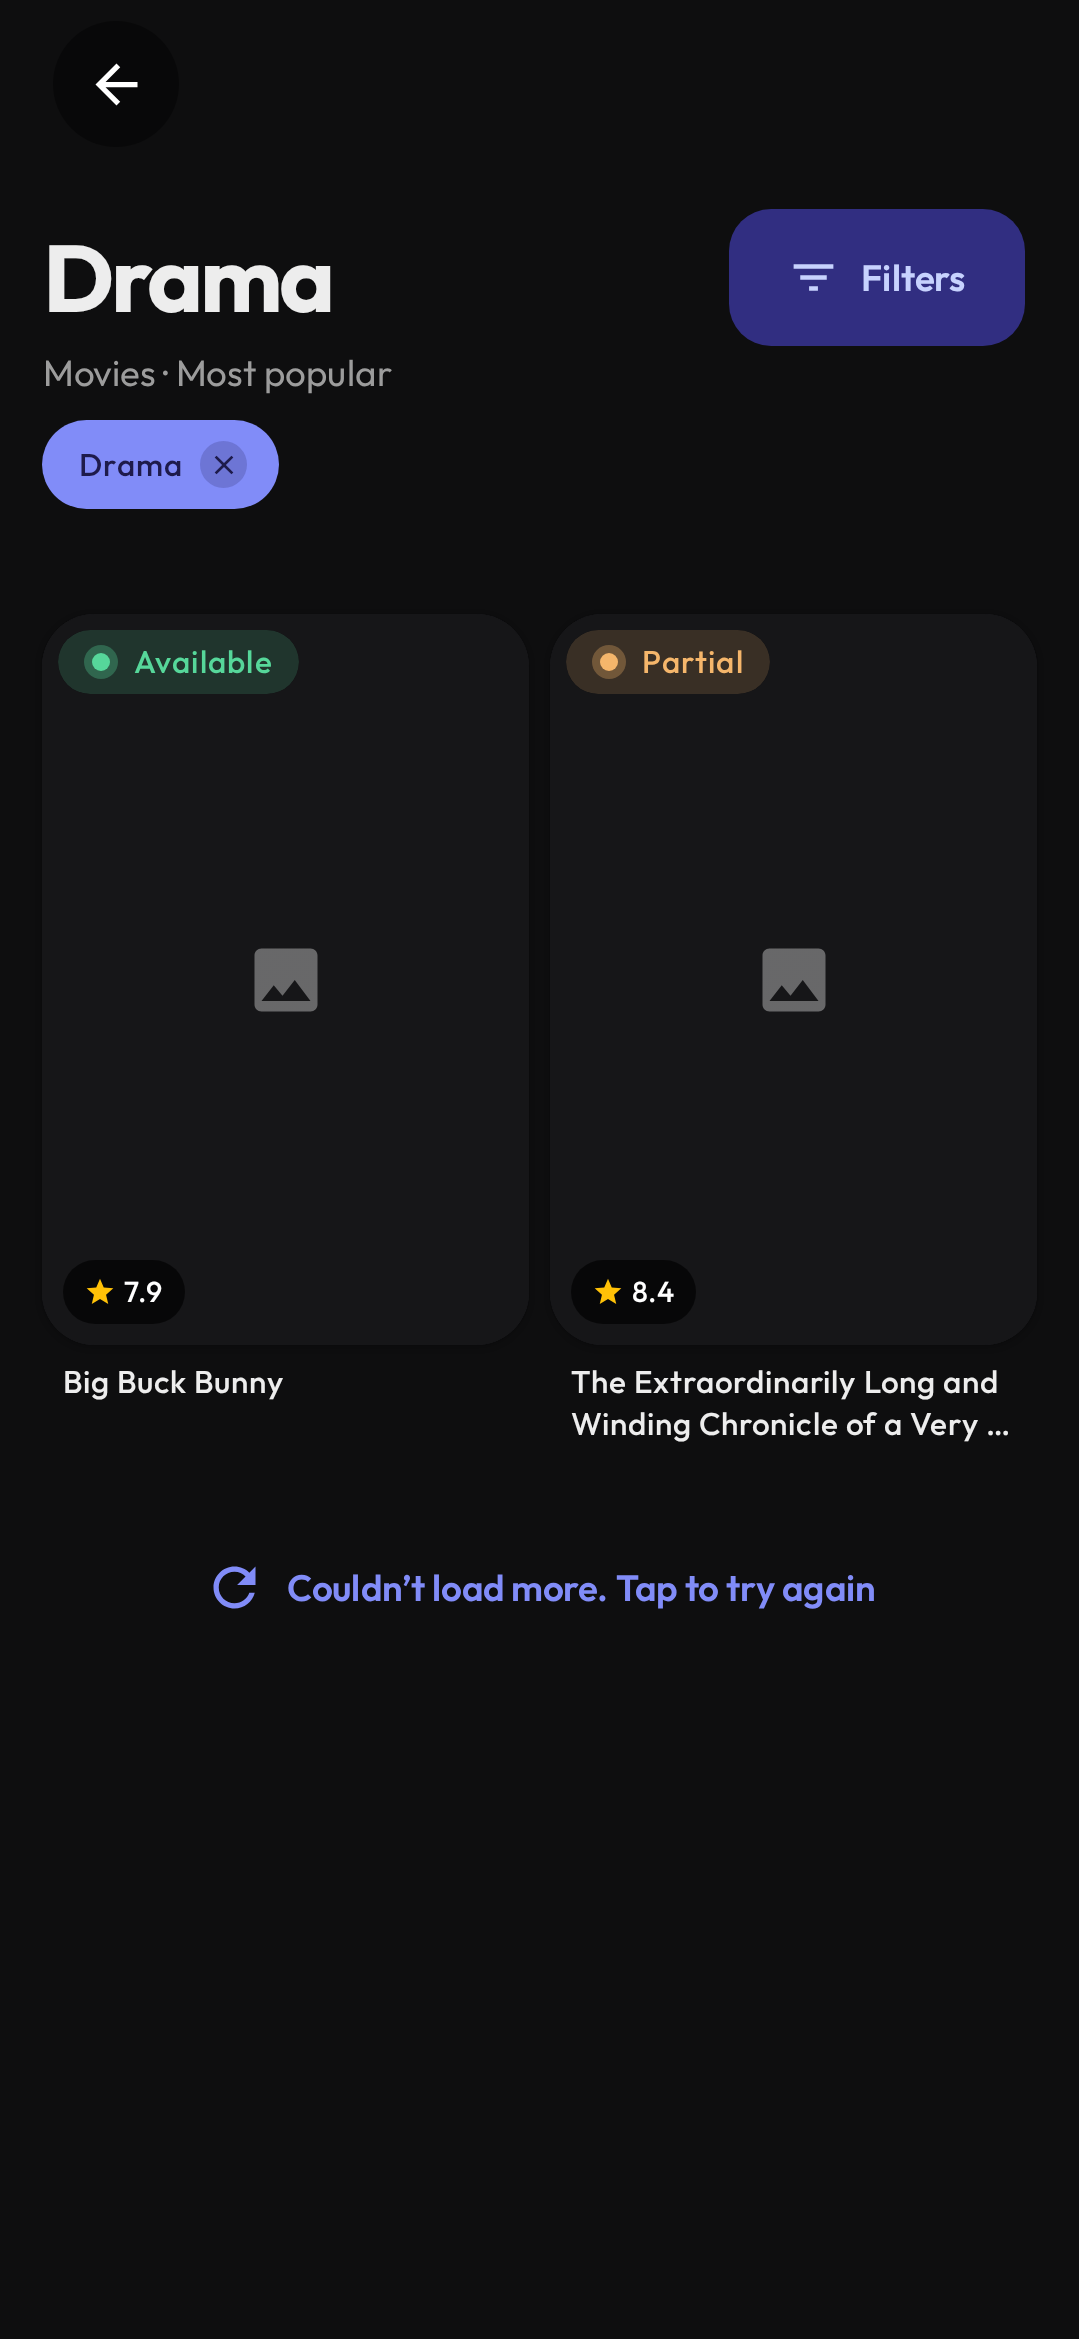 Drama
Filters
Movies · Most popular
Drama
Available
Partial
7.9
8.4
Big Buck Bunny
The Extraordinarily Long and
Winding Chronicle of a Very ...
Couldn’t load more. Tap to try again